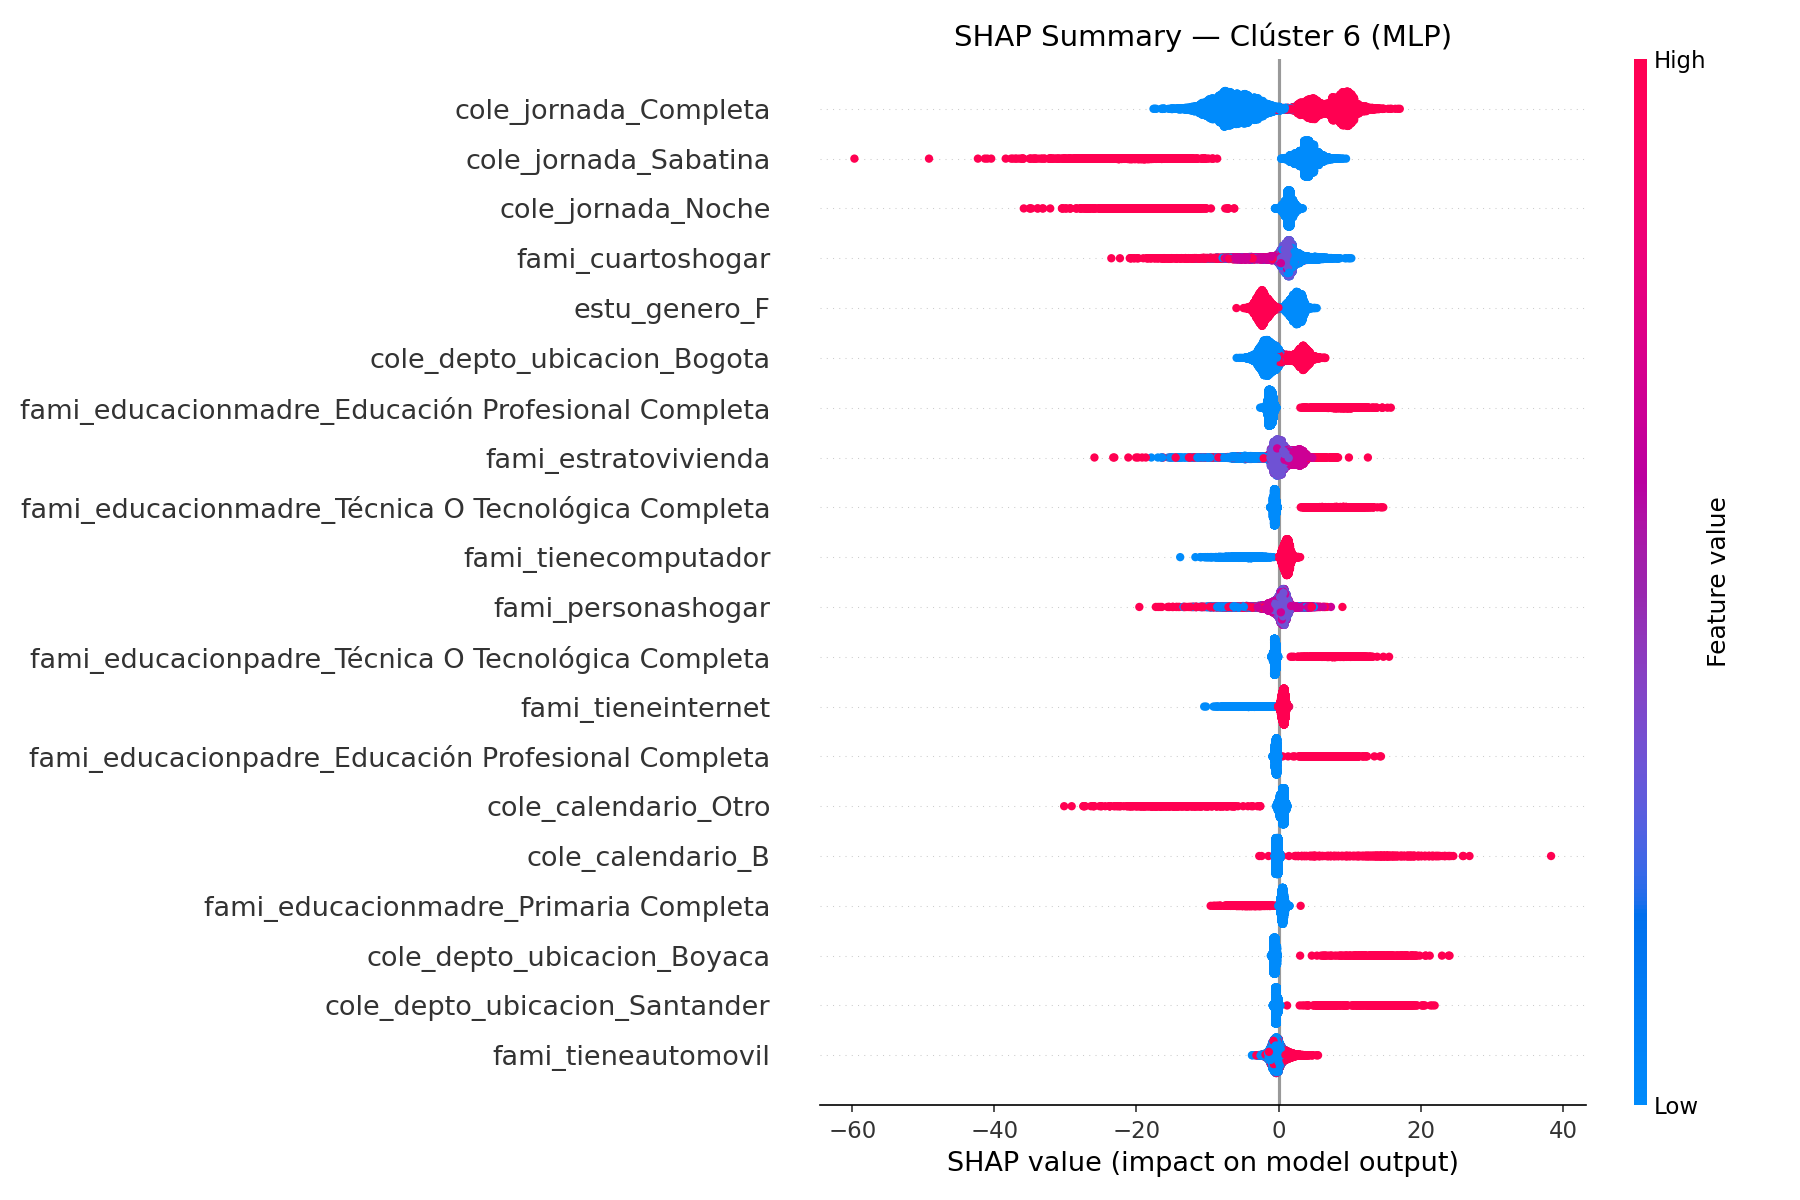 SHAP Summary — Clúster 6 (MLP)
High
cole_jornada_Completa
cole_jornada_Sabatina
cole_jornada_Noche
fami_cuartoshogar
estu_genero_F
cole_depto_ubicacion_Bogota
fami_educacionmadre_Educación Profesional Completa
fami_estratovivienda
fami_educacionmadre_Técnica O Tecnológica Completa
fami_tienecomputador
fami_personashogar
fami_educacionpadre_Técnica O Tecnológica Completa
fami_tieneinternet
fami_educacionpadre_Educación Profesional Completa
cole_calendario_Otro
cole_calendario_B
fami_educacionmadre_Primaria Completa
cole_depto_ubicacion_Boyaca
cole_depto_ubicacion_Santander
fami_tieneautomovil
Feature value
Low
−60 −40 −20 0 20 40
SHAP value (impact on model output)